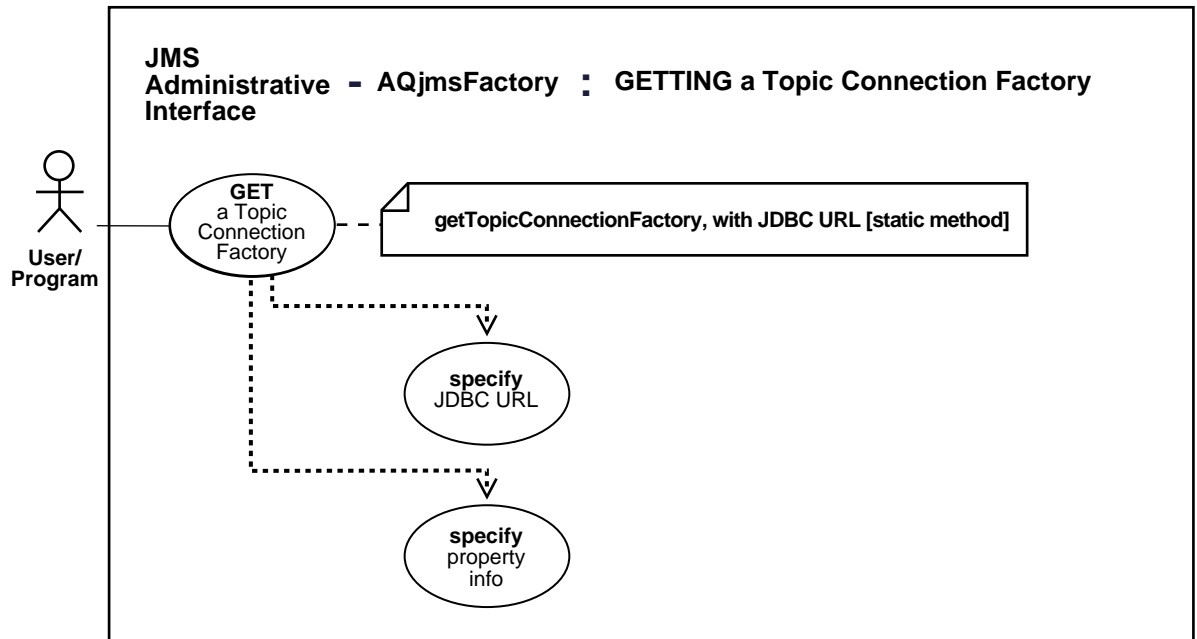 JMS
Administrative - AQjmsFactory : GETTING a Topic Connection Factory
Interface
GET
a Topic
Connection
Factory
getTopicConnectionFactory, with JDBC URL [static method]
User/
Program
specify
JDBC URL
specify
property
info